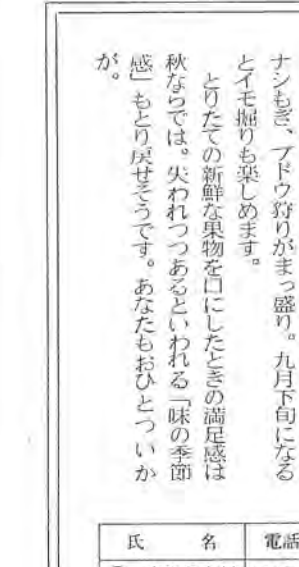 ナシもぎ、ブドウ狩りがまっ盛り。九月下旬になる
とイモ掘りも楽しめます。
とりたての新鮮な果物を口にしたときの満足感は
秋ならでは。失われつつあるといわれる「味の季節
感」もとり戻せそうです。あなたもおひとついか
が。
氏名
電話